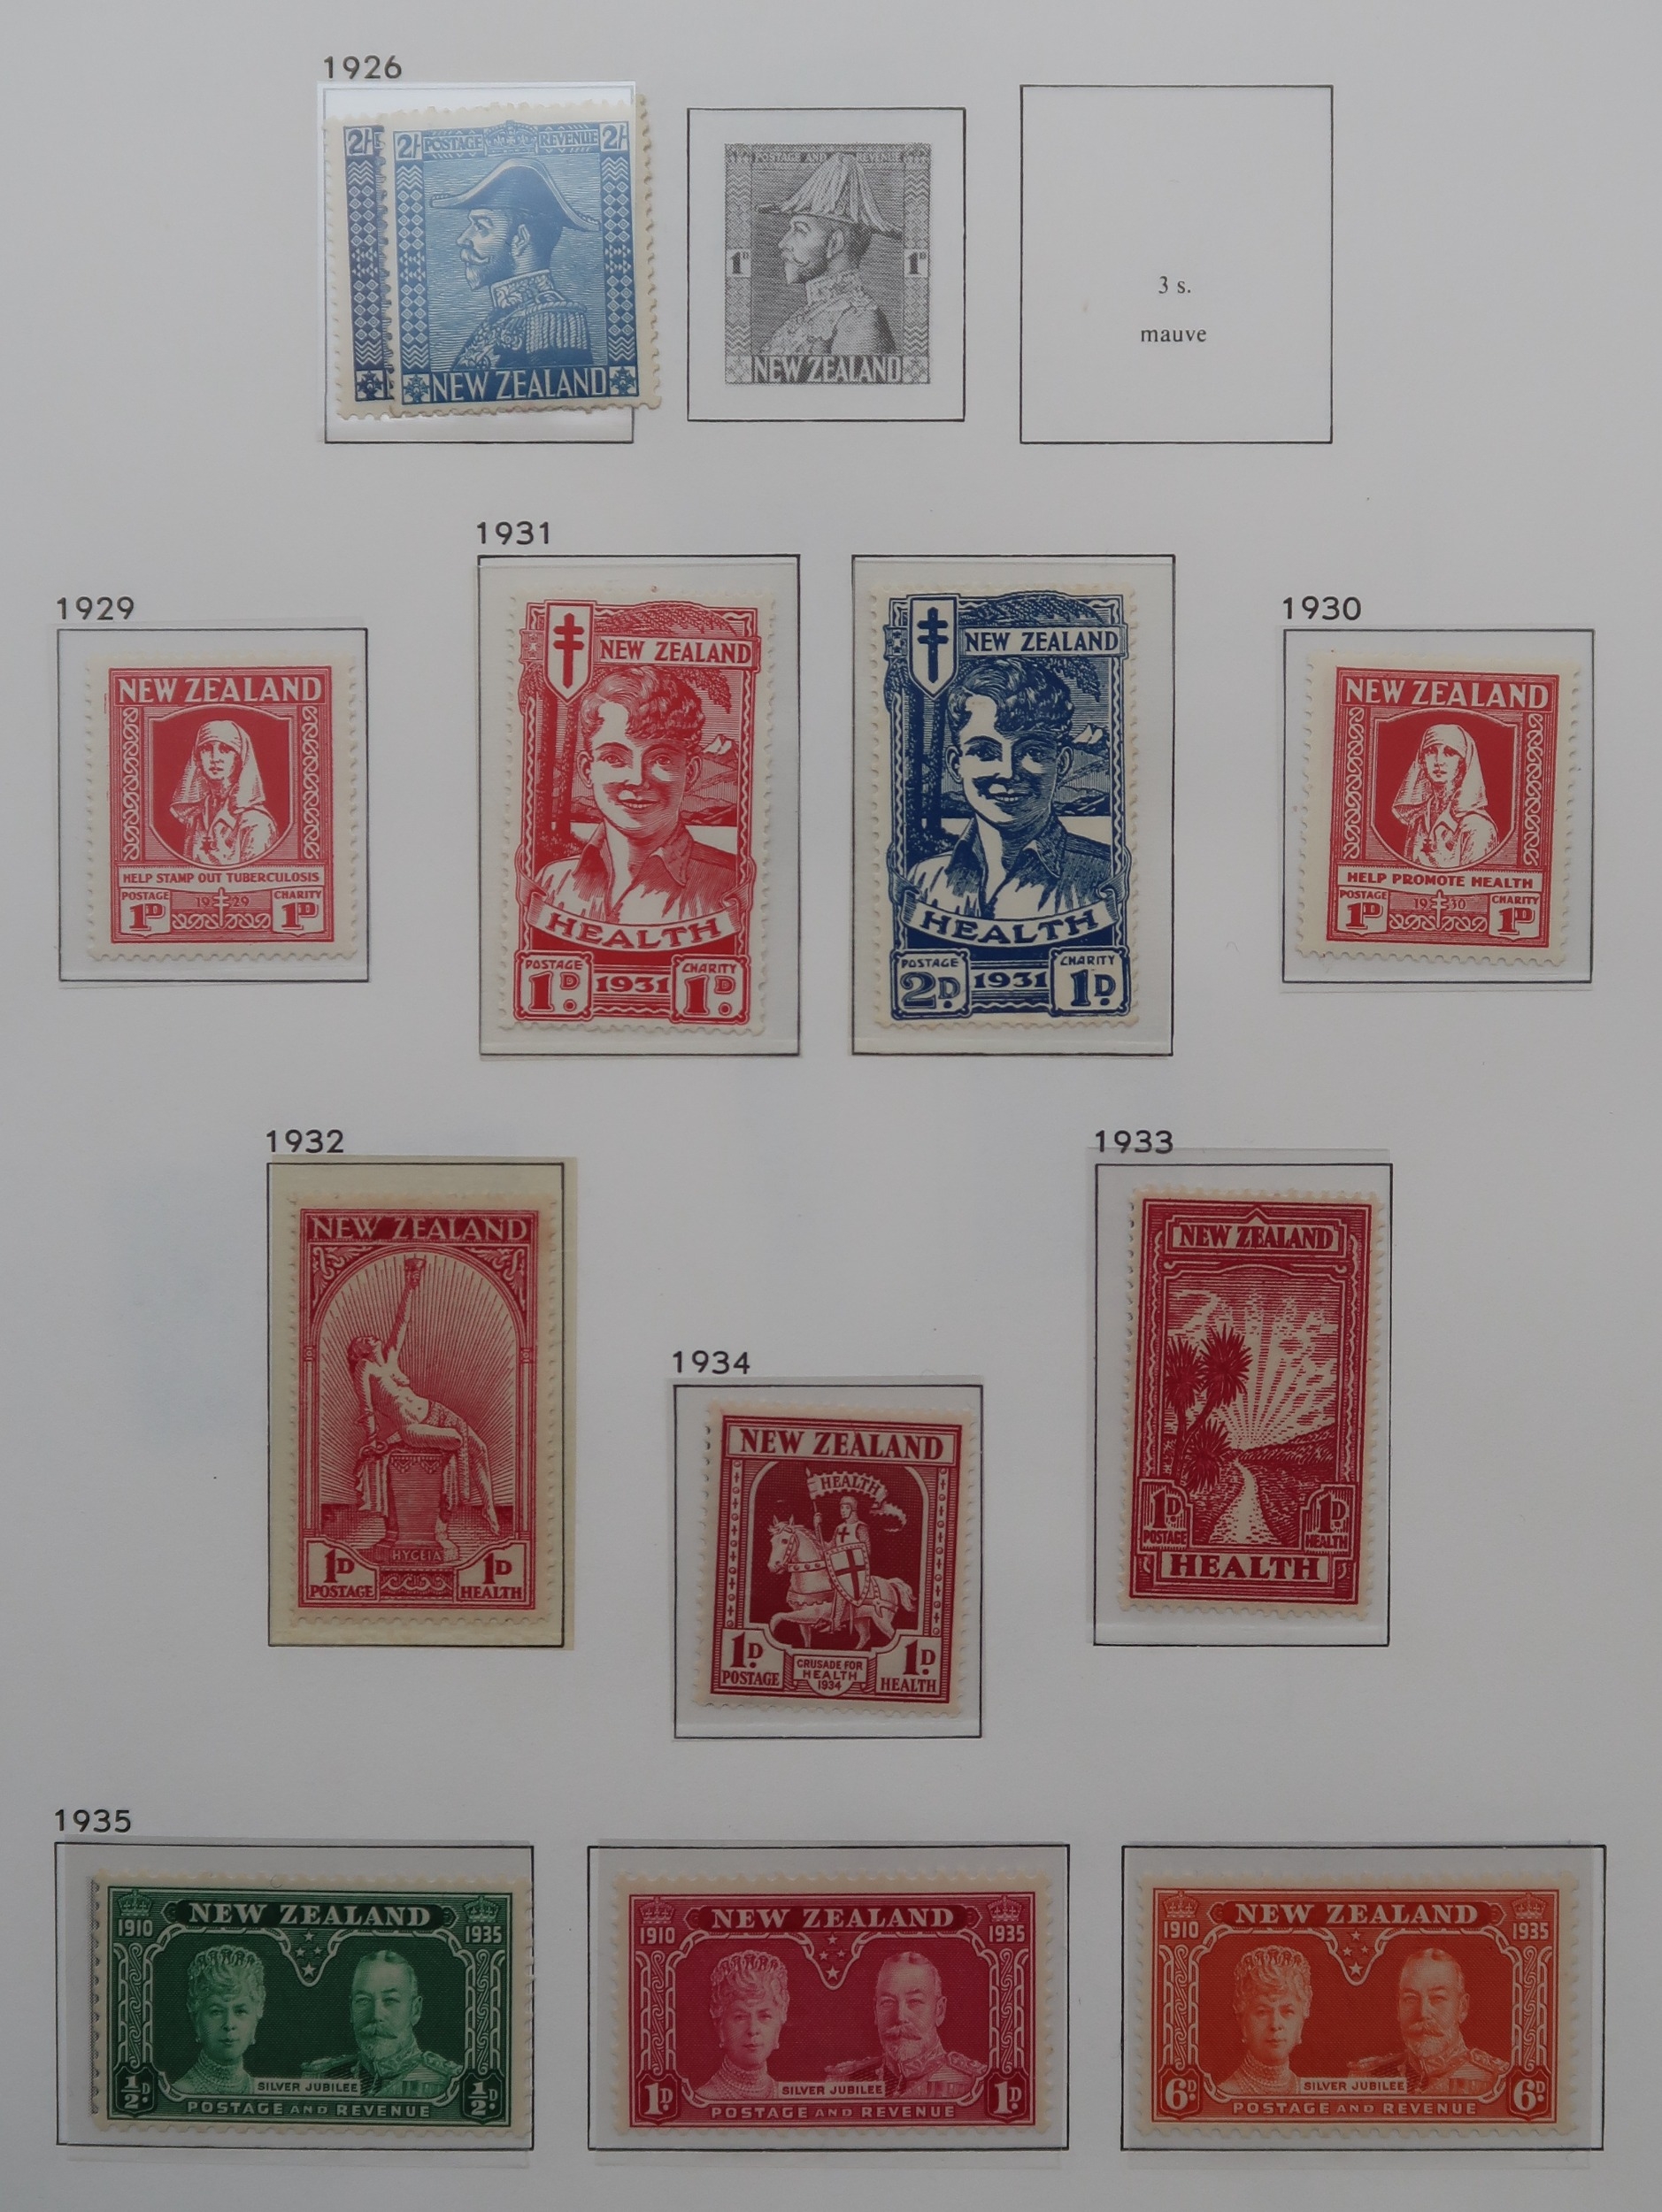 1926
2/-
2/- POSTAGE REVENUE 2/-
NEW ZEALAND
POSTAGE AND REVENUE
1D 1D
NEW ZEALAND
3 s.
mauve
1929
NEW ZEALAND
HELP STAMP OUT TUBERCULOSIS
POSTAGE CHARITY
1D 1929 1D
1931
NEW ZEALAND
HEALTH
POSTAGE CHARITY
1D. 1931 1D.
NEW ZEALAND
HEALTH
POSTAGE CHARITY
2D. 1931 1D.
1930
NEW ZEALAND
HELP PROMOTE HEALTH
POSTAGE CHARITY
1D 1930 1D
1932
NEW ZEALAND
HYGEIA
1D 1D
POSTAGE HEALTH
1934
NEW ZEALAND
HEALTH
1D. 1D.
CRUSADE FOR
HEALTH
1934
POSTAGE HEALTH
1933
NEW ZEALAND
1D. 1D.
POSTAGE HEALTH
HEALTH
1935
NEW ZEALAND
1910 1935
SILVER JUBILEE
½D. ½D.
POSTAGE AND REVENUE
NEW ZEALAND
1910 1935
SILVER JUBILEE
1D. 1D.
POSTAGE AND REVENUE
NEW ZEALAND
1910 1935
SILVER JUBILEE
6D. 6D.
POSTAGE AND REVENUE